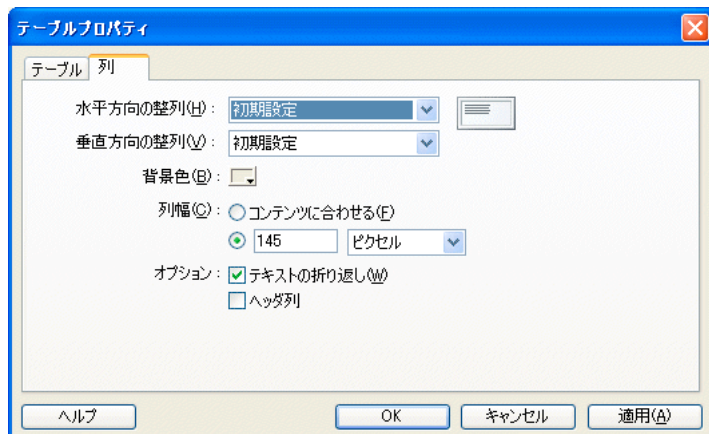 テーブルプロパティ
テーブル 列
水平方向の整列(H): 初期設定
垂直方向の整列(V): 初期設定
背景色(B):
列幅(C): コンテンツに合わせる(F)
145 ピクセル
オプション: テキストの折り返し(W)
ヘッダ列
ヘルプ OK キャンセル 適用(A)